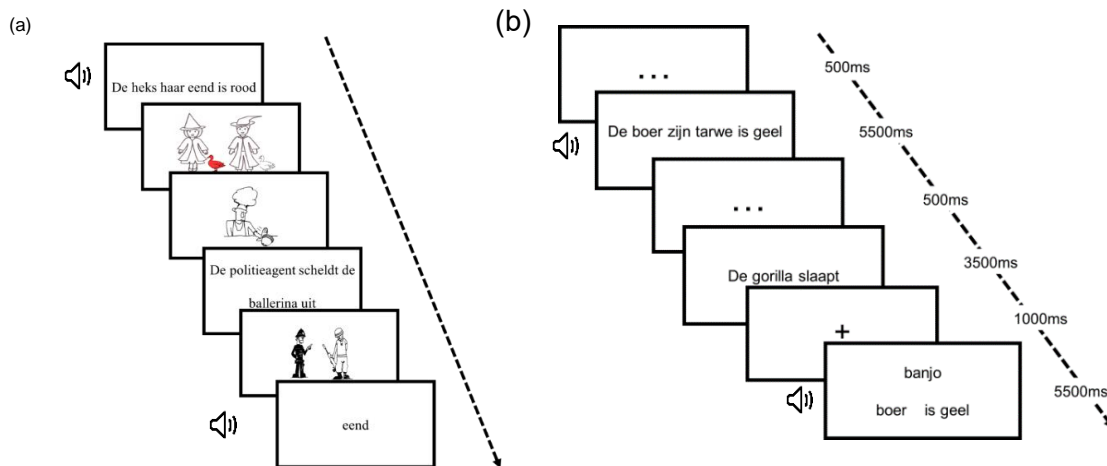 (a)
De heks haar eend is rood
De politieagent scheldt de
ballerina uit
eend
(b)
...
500ms
De boer zijn tarwe is geel
5500ms
...
500ms
De gorilla slaapt
3500ms
+
1000ms
banjo
boer is geel
5500ms